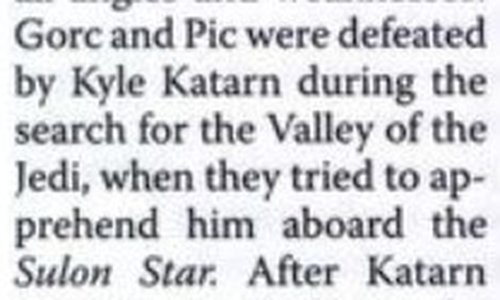 Gorc and Pic were defeated
by Kyle Katarn during the
search for the Valley of the
Jedi, when they tried to ap-
prehend him aboard the
Sulon Star. After Katarn